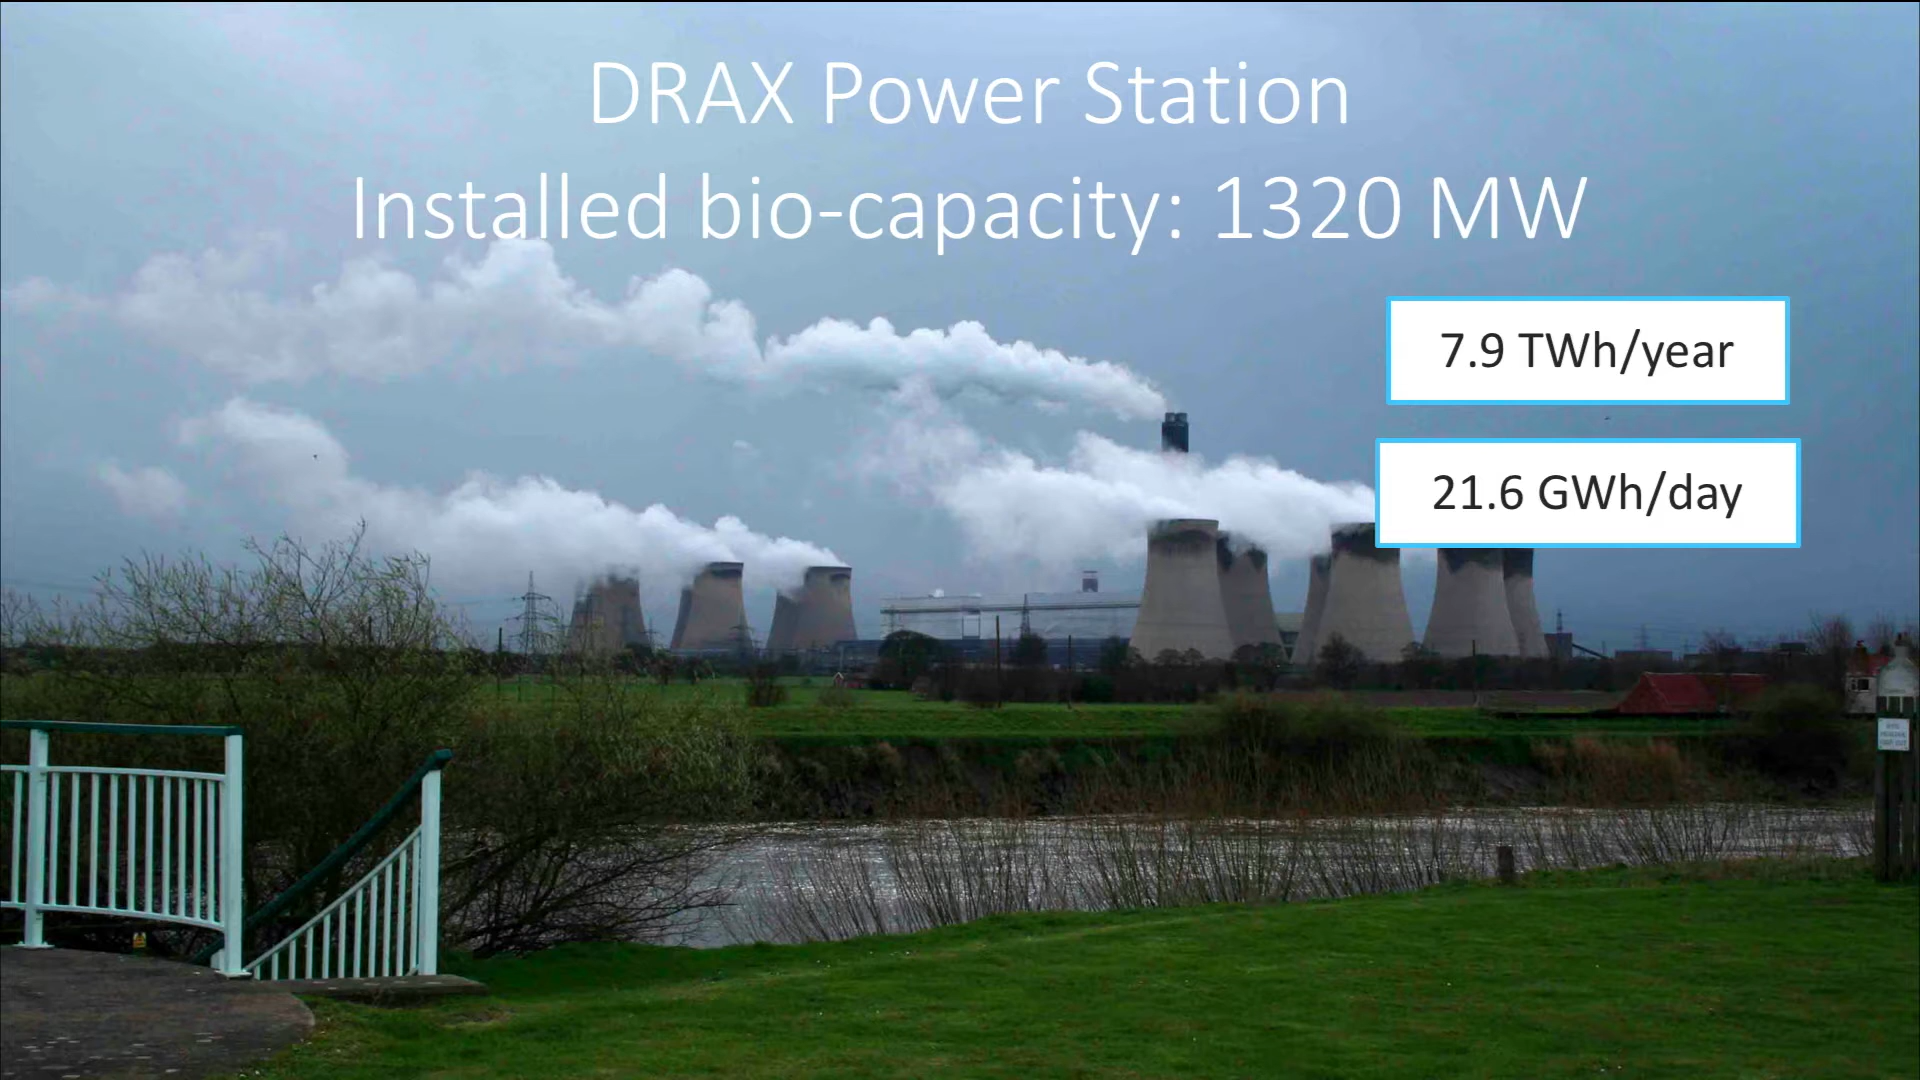 DRAX Power Station
Installed bio-capacity: 1320 MW
7.9 TWh/year
21.6 GWh/day